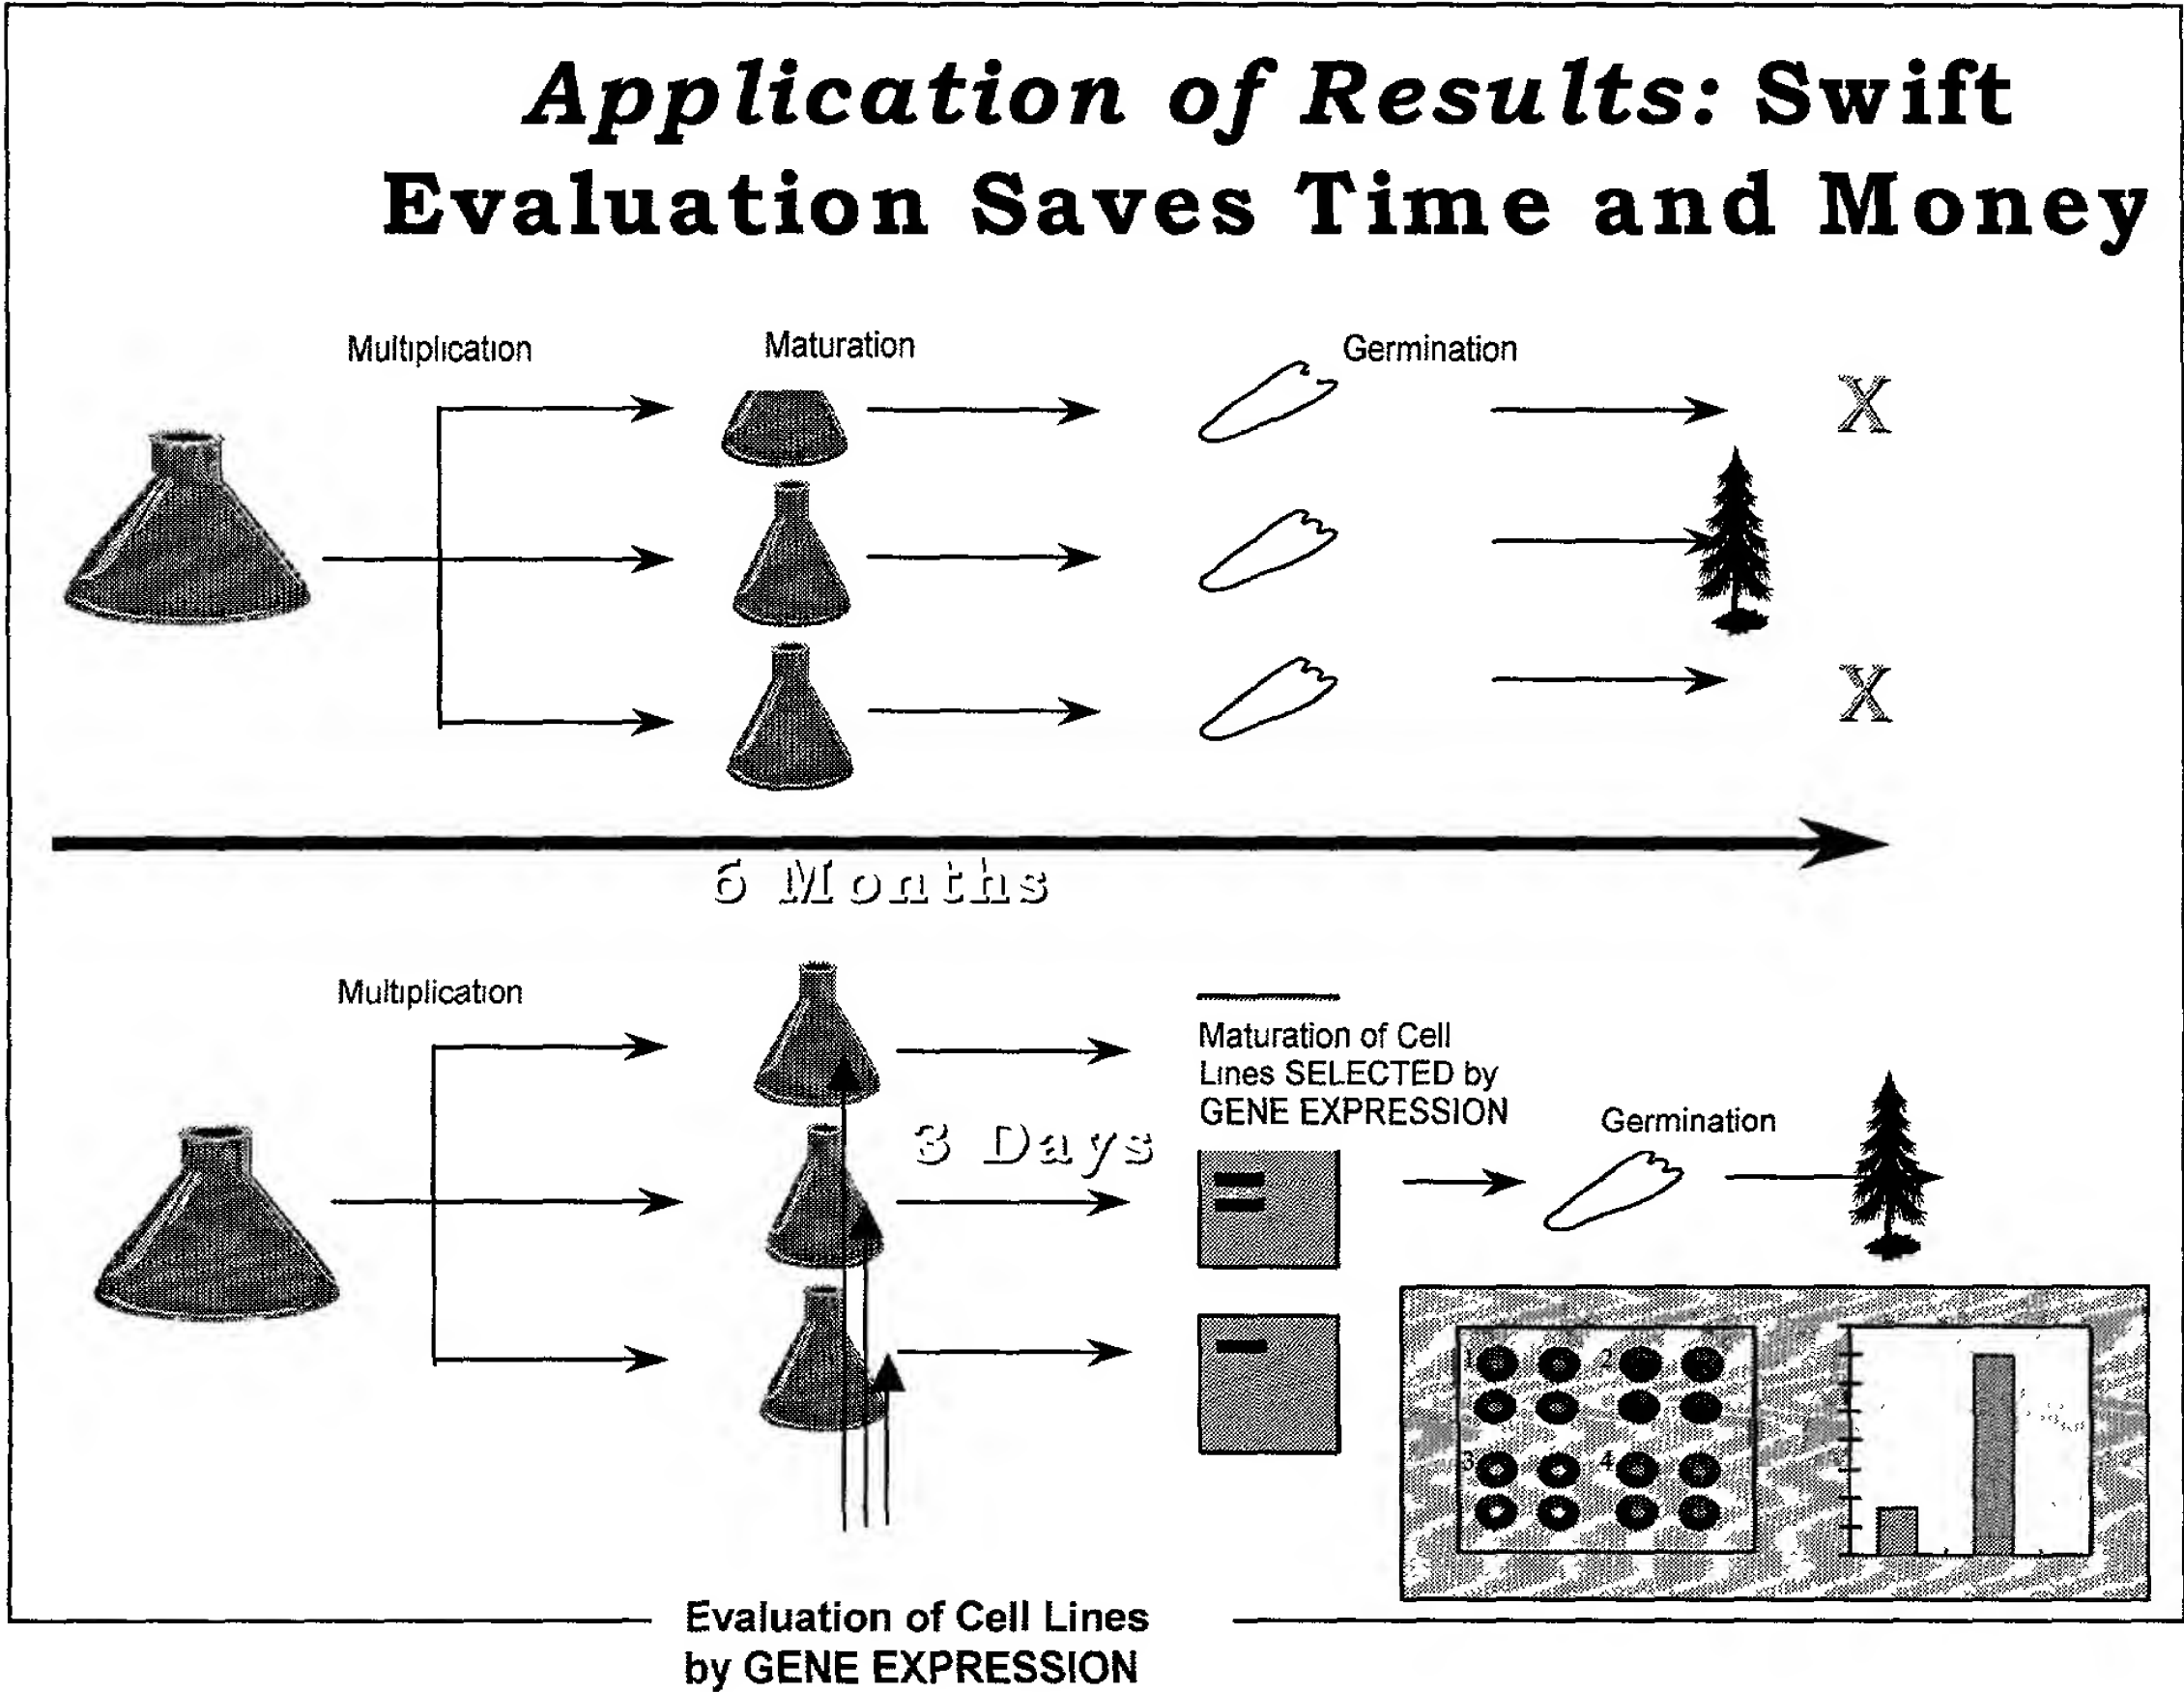 Application of Results: Swift
Evaluation Saves Time and Money
Multiplication
Maturation
Germination
X
X
6 Months
Multiplication
3 Days
Maturation of Cell
Lines SELECTED by
GENE EXPRESSION
Germination
1 2
3 4
Evaluation of Cell Lines
by GENE EXPRESSION